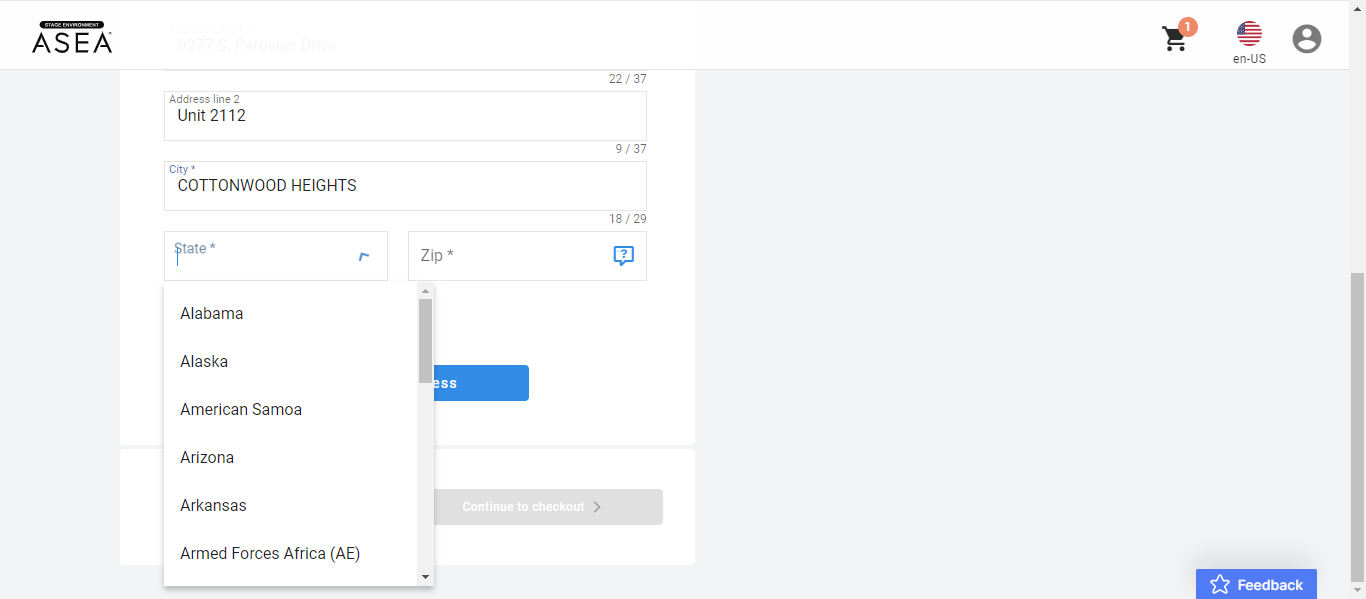 STAGE ENVIRONMENT
ASEA
Address Line 1 *
9277 S. Peruvian Drive
1
en-US
22 / 37
Address line 2
Unit 2112
9 / 37
City *
COTTONWOOD HEIGHTS
18 / 29
State *
Zip *
?
Alabama
Alaska
American Samoa
ess
Arizona
Arkansas
Continue to checkout
Armed Forces Africa (AE)
Feedback